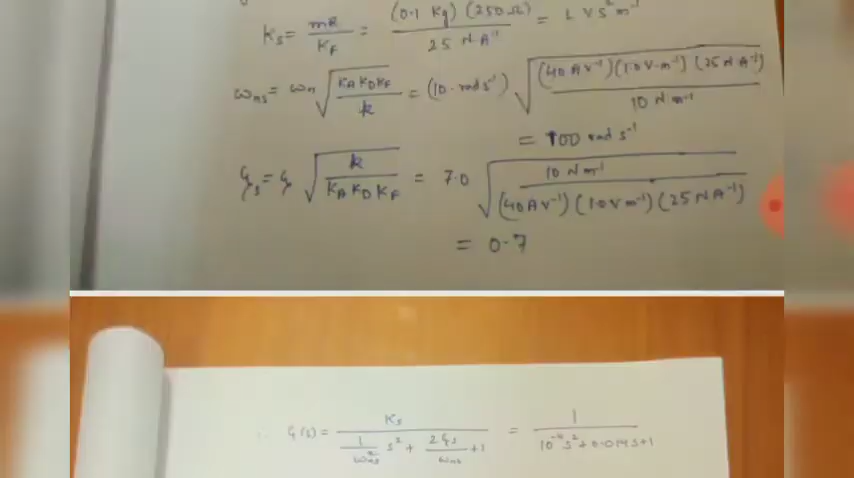 Ks = mR/KF = (0.1 Kg) (250 Ω)/25 N A⁻¹ = 1 V s² m⁻¹
ωns = ωn √(KA KD KF/k) = (10 rad s⁻¹) √((40 A V⁻¹) (1.0 V m⁻¹) (25 N A⁻¹)/10 N m⁻¹)
= 100 rad s⁻¹
ξs = ξ √(k/KA KD KF) = 7.0 √(10 N m⁻¹/(40 A V⁻¹) (1.0 V m⁻¹) (25 N A⁻¹))
= 0.7
∴ G(s) = Ks/(1/ωns² s² + 2ξs/ωns + 1) = 1/(10⁻⁴ s² + 0.014 s + 1)